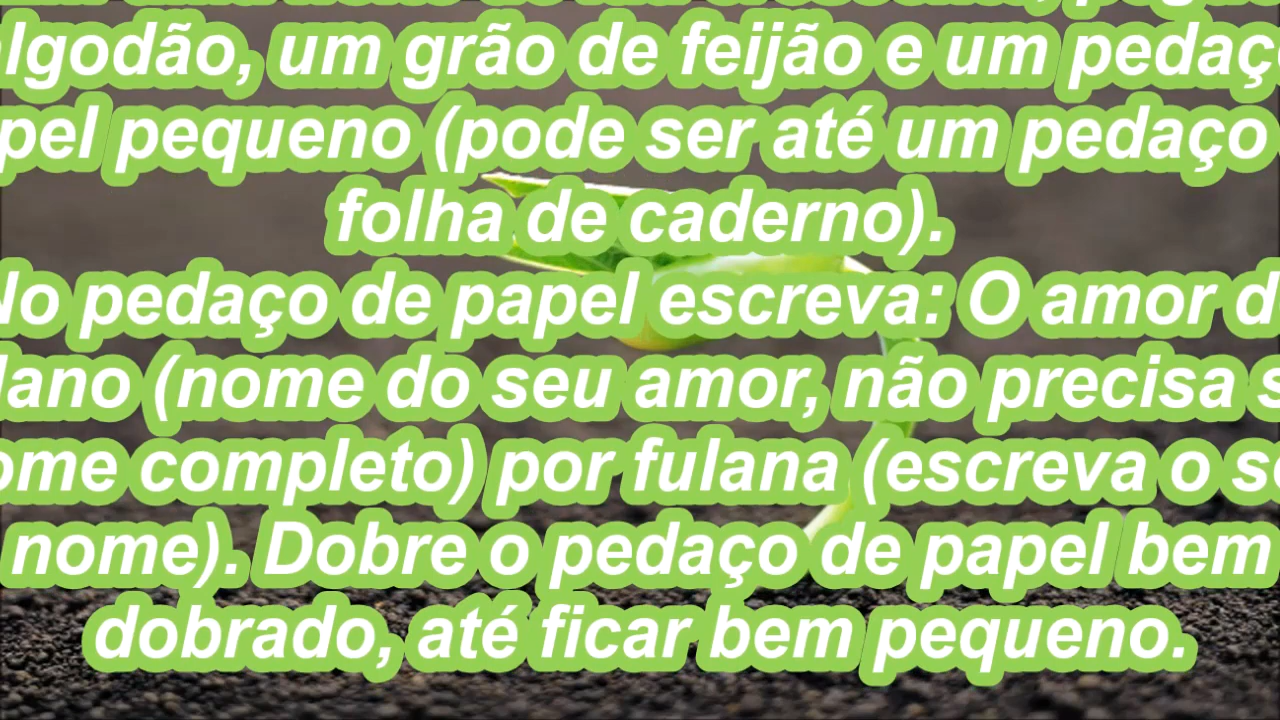 lgodão, um grão de feijão e um pedaç
pel pequeno (pode ser até um pedaço
folha de caderno).
No pedaço de papel escreva: O amor d
lano (nome do seu amor, não precisa s
ome completo) por fulana (escreva o s
nome). Dobre o pedaço de papel bem
dobrado, até ficar bem pequeno.